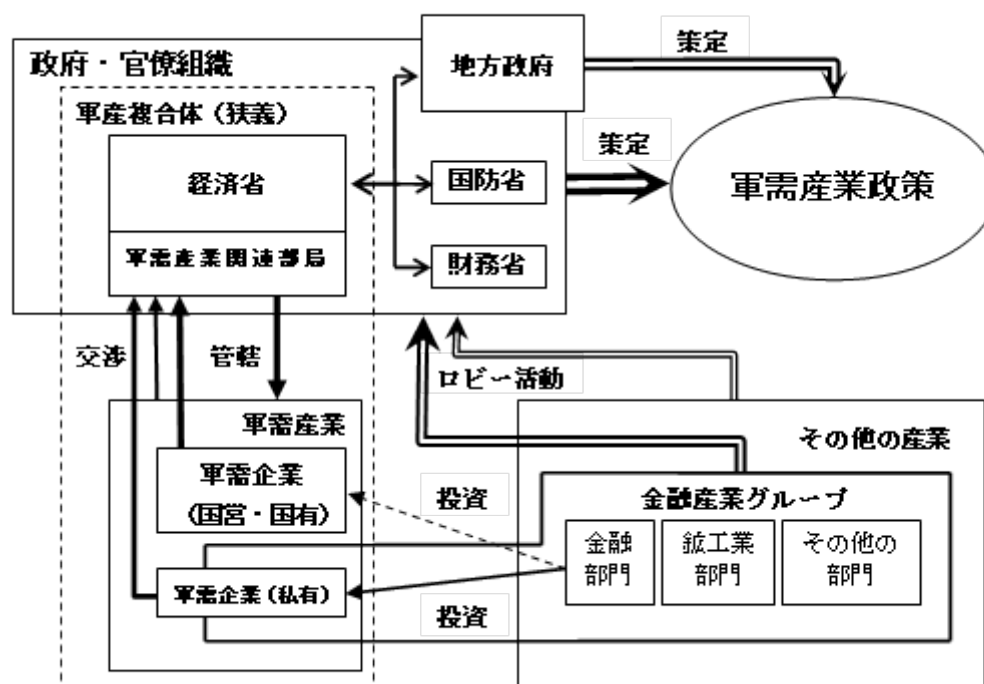 政府・官僚組織
地方政府
策定
軍産複合体（狭義）
経済省
軍需産業関連部局
国防省
財務省
策定
軍需産業政策
交渉
管轄
ロビー活動
軍需産業
軍需企業
（国営・国有）
軍需企業（私有）
投資
投資
その他の産業
金融産業グループ
金融
部門
鉱工業
部門
その他の
部門